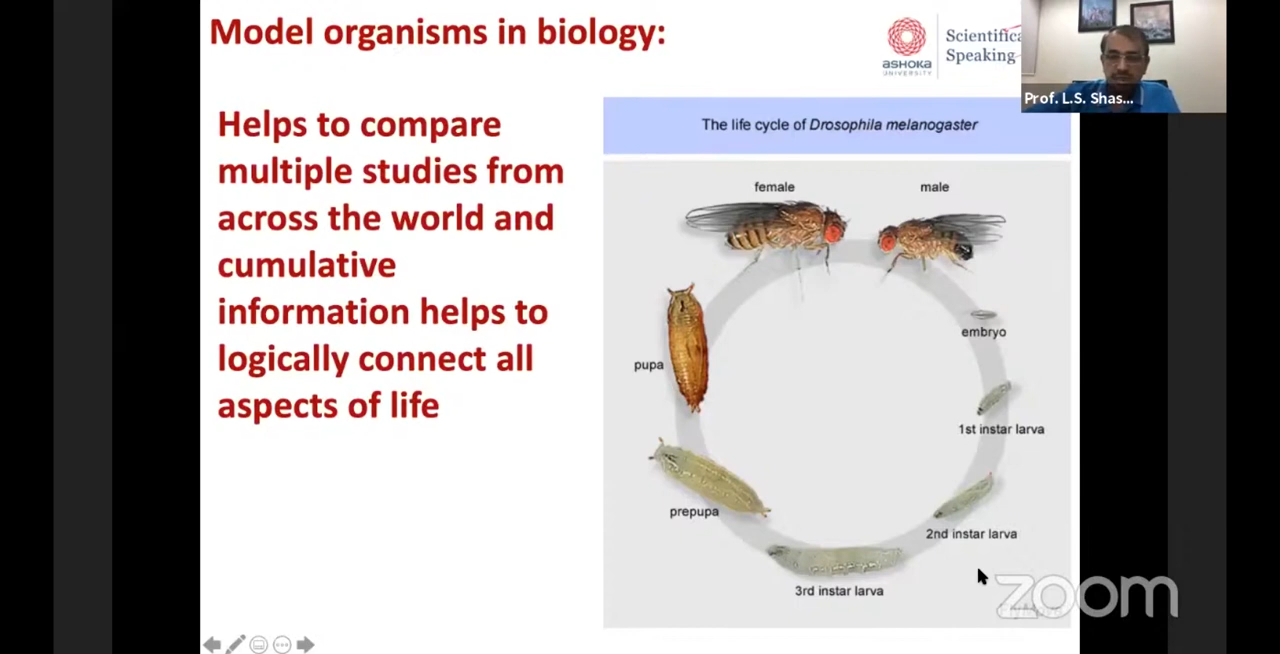 Model organisms in biology:
ASHOKA
UNIVERSITY
Speaking
Prof. L.S. Shas...
Helps to compare
multiple studies from
across the world and
cumulative
information helps to
logically connect all
aspects of life
The life cycle of Drosophila melanogaster
female
male
embryo
1st instar larva
2nd instar larva
3rd instar larva
prepupa
pupa
zoom